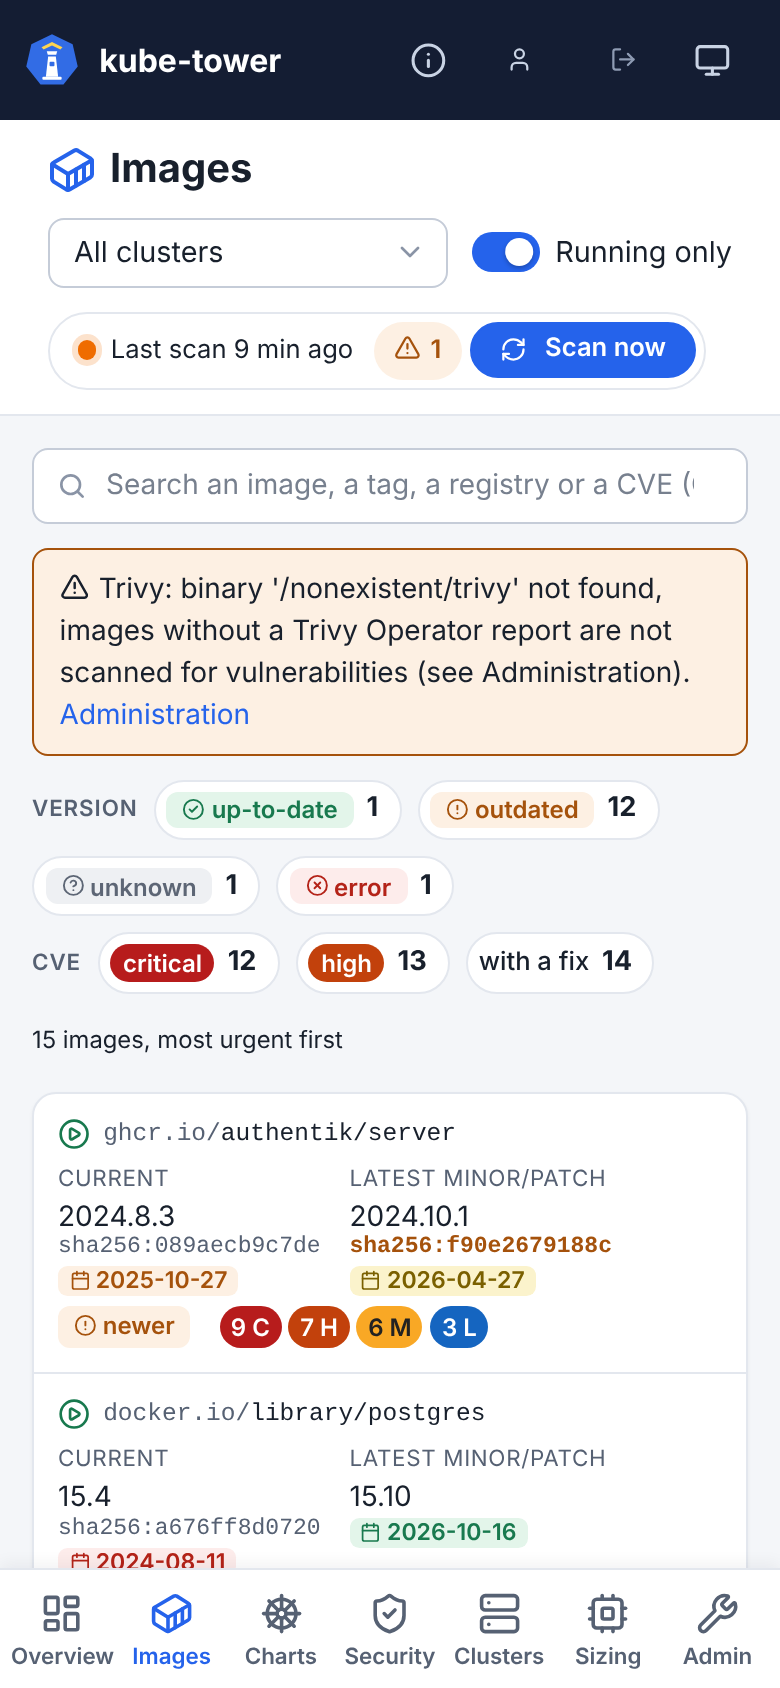 kube-tower
Images
All clusters
Running only
Last scan 9 min ago
1
Scan now
Search an image, a tag, a registry or a CVE (
Trivy: binary '/nonexistent/trivy' not found,
images without a Trivy Operator report are not
scanned for vulnerabilities (see Administration).
Administration
VERSION up-to-date 1 outdated 12
unknown 1 error 1
CVE critical 12 high 13 with a fix 14
15 images, most urgent first
ghcr.io/authentik/server
CURRENT LATEST MINOR/PATCH
2024.8.3 2024.10.1
sha256:089aecb9c7de sha256:f90e2679188c
2025-10-27 2026-04-27
newer 9 C 7 H 6 M 3 L
docker.io/library/postgres
CURRENT LATEST MINOR/PATCH
15.4 15.10
sha256:a676ff8d0720 2026-10-16
2024-08-11
Overview Images Charts Security Clusters Sizing Admin